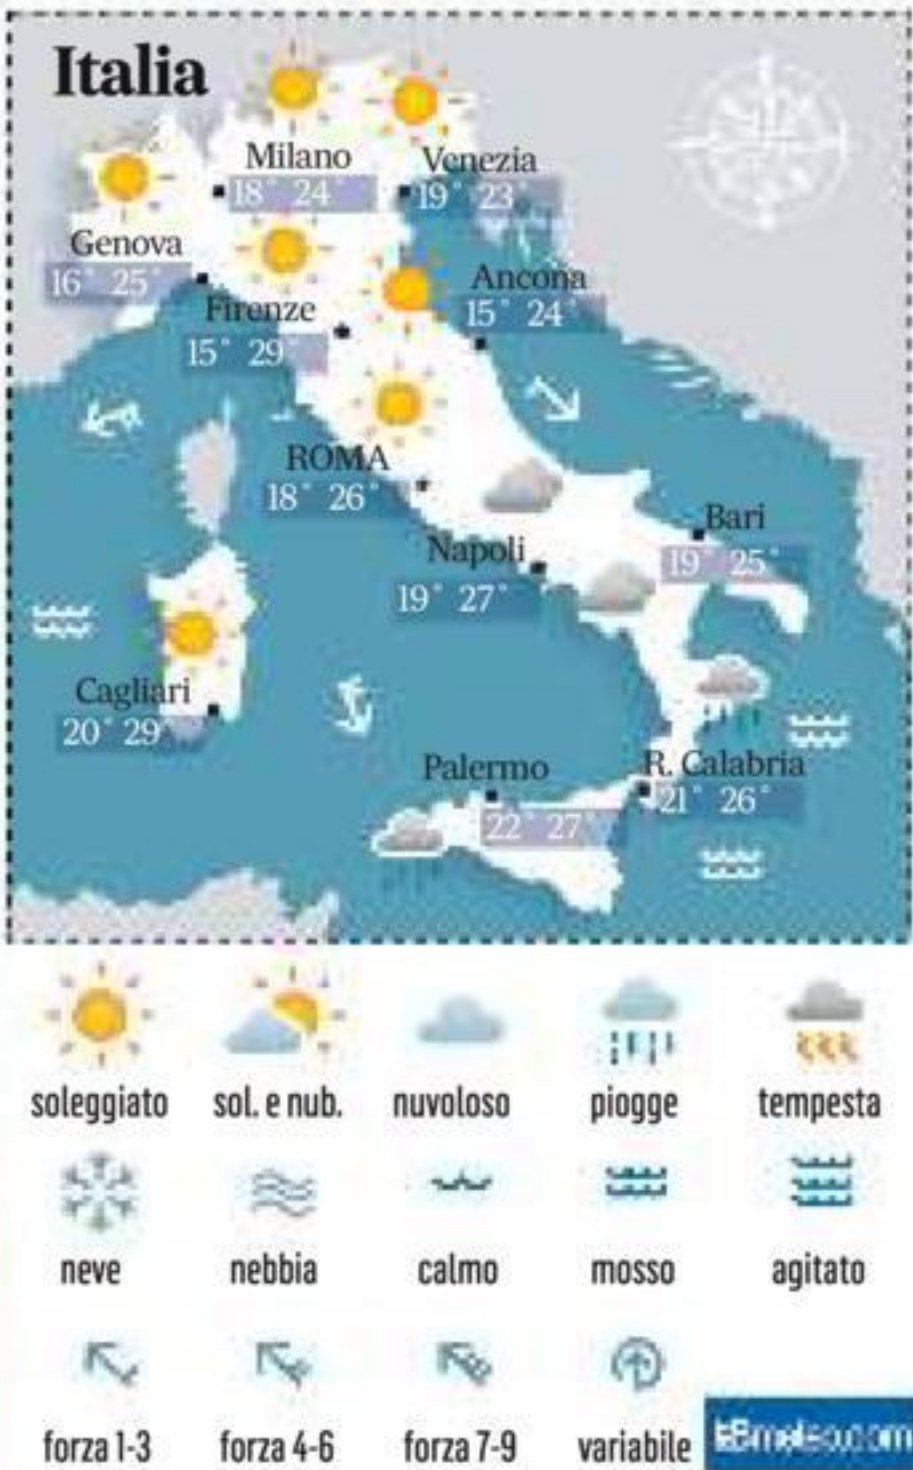 Italia
Milano
18° 24°
Venezia
19° 23°
Genova
16° 25°
Ancona
15° 24°
Firenze
15° 29°
ROMA
18° 26°
Bari
19° 25°
Napoli
19° 27°
Cagliari
20° 29°
Palermo
22° 27°
R. Calabria
21° 26°
soleggiato sol. e nub. nuvoloso piogge tempesta
neve nebbia calmo mosso agitato
forza 1-3 forza 4-6 forza 7-9 variabile